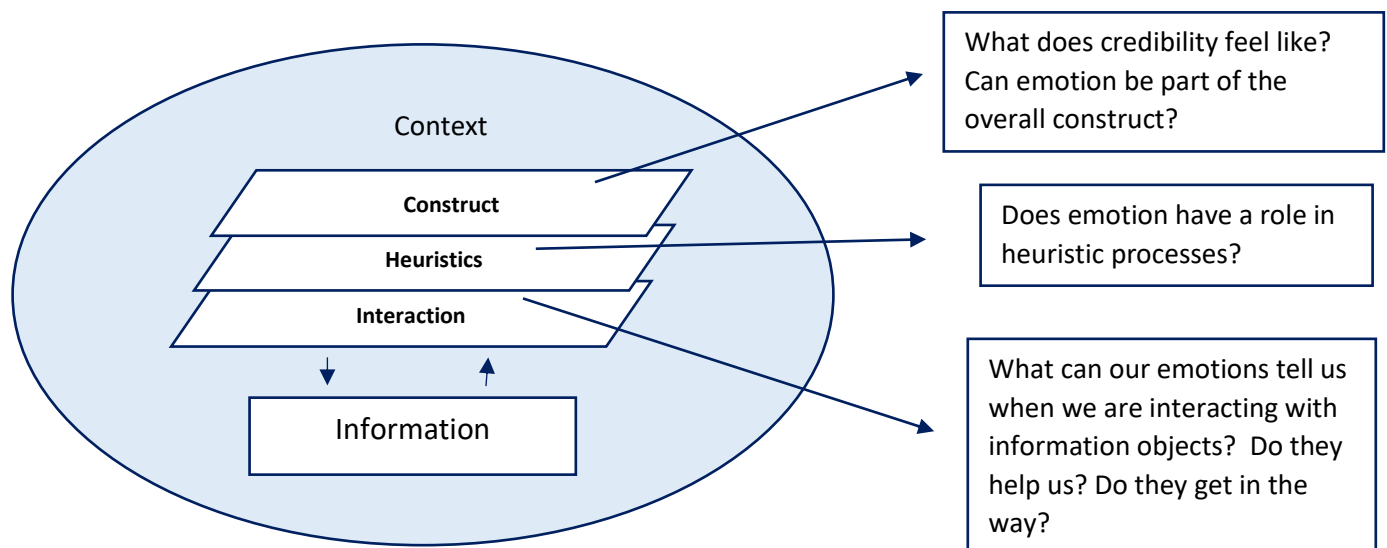 Context
Construct
Heuristics
Interaction
Information
What does credibility feel like?
Can emotion be part of the
overall construct?
Does emotion have a role in
heuristic processes?
What can our emotions tell us
when we are interacting with
information objects?  Do they
help us? Do they get in the
way?